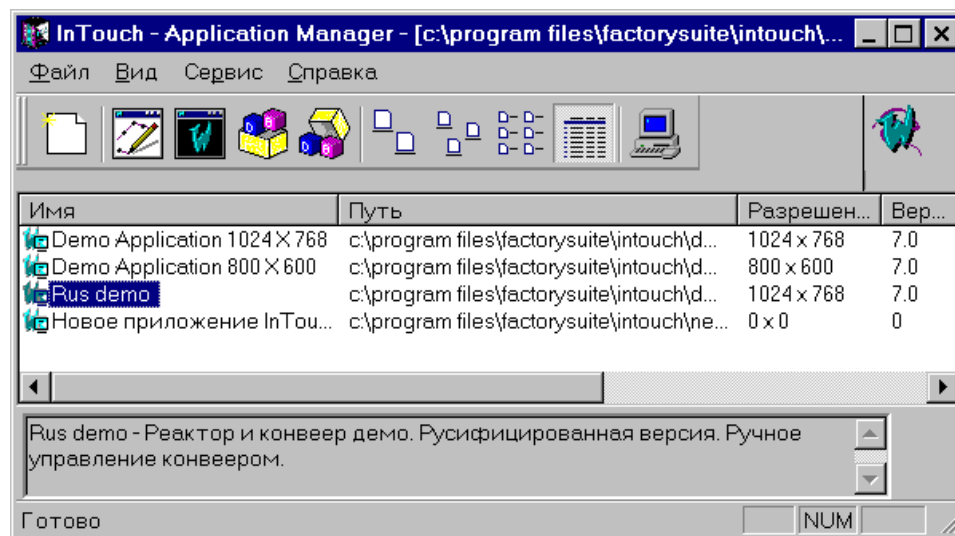 InTouch - Application Manager - [c:\program files\factorysuite\intouch\...
Файл Вид Сервис Справка
Имя Путь Разрешен... Вер...
Demo Application 1024 X 768 c:\program files\factorysuite\intouch\d... 1024 x 768 7.0
Demo Application 800 X 600 c:\program files\factorysuite\intouch\d... 800 x 600 7.0
Rus demo c:\program files\factorysuite\intouch\d... 1024 x 768 7.0
Новое приложение InTou... c:\program files\factorysuite\intouch\ne... 0 x 0 0
Rus demo - Реактор и конвеер демо. Русифицированная версия. Ручное
управление конвеером.
Готово NUM